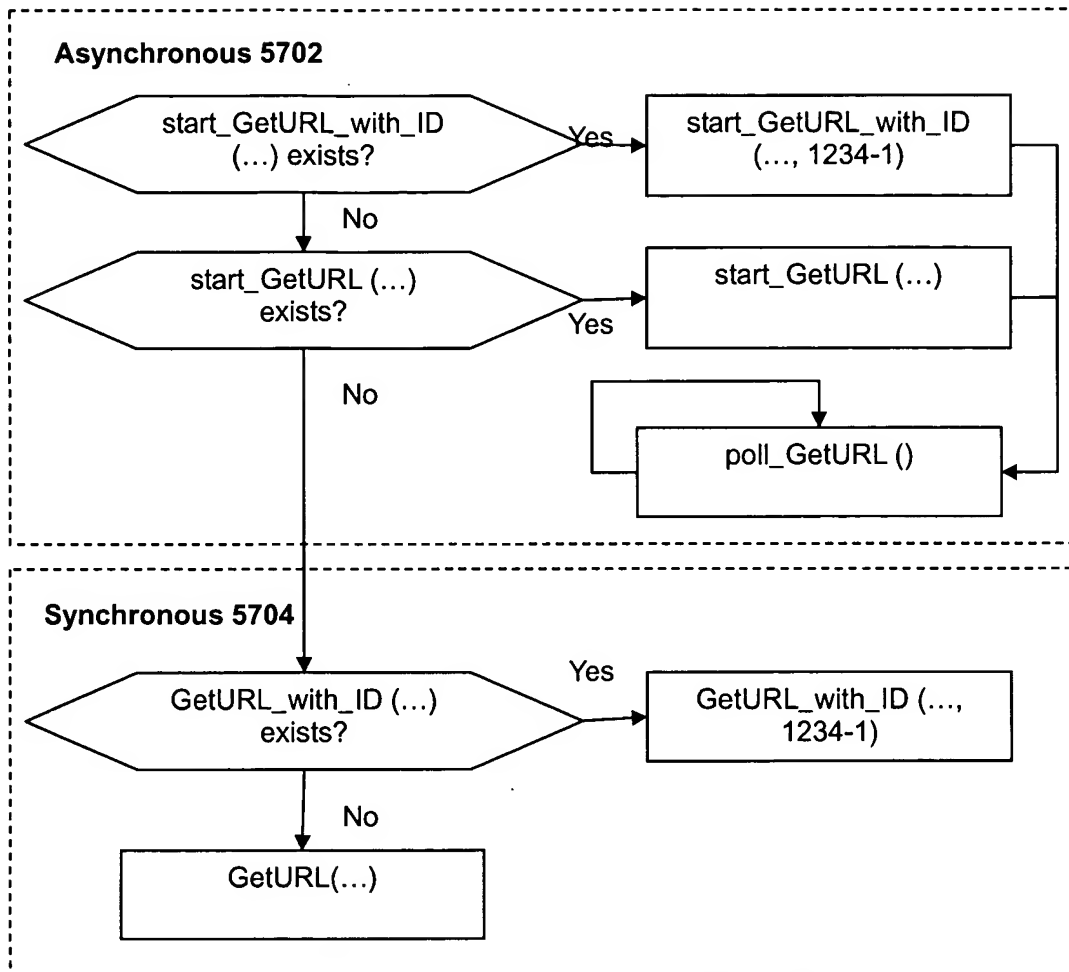 Asynchronous 5702
start_GetURL_with_ID
(...) exists?
Yes
start_GetURL_with_ID
(..., 1234-1)
No
start_GetURL (...)
exists?
Yes
start_GetURL (...)
No
poll_GetURL ()
Synchronous 5704
GetURL_with_ID (...)
exists?
Yes
GetURL_with_ID (...,
1234-1)
No
GetURL(...)